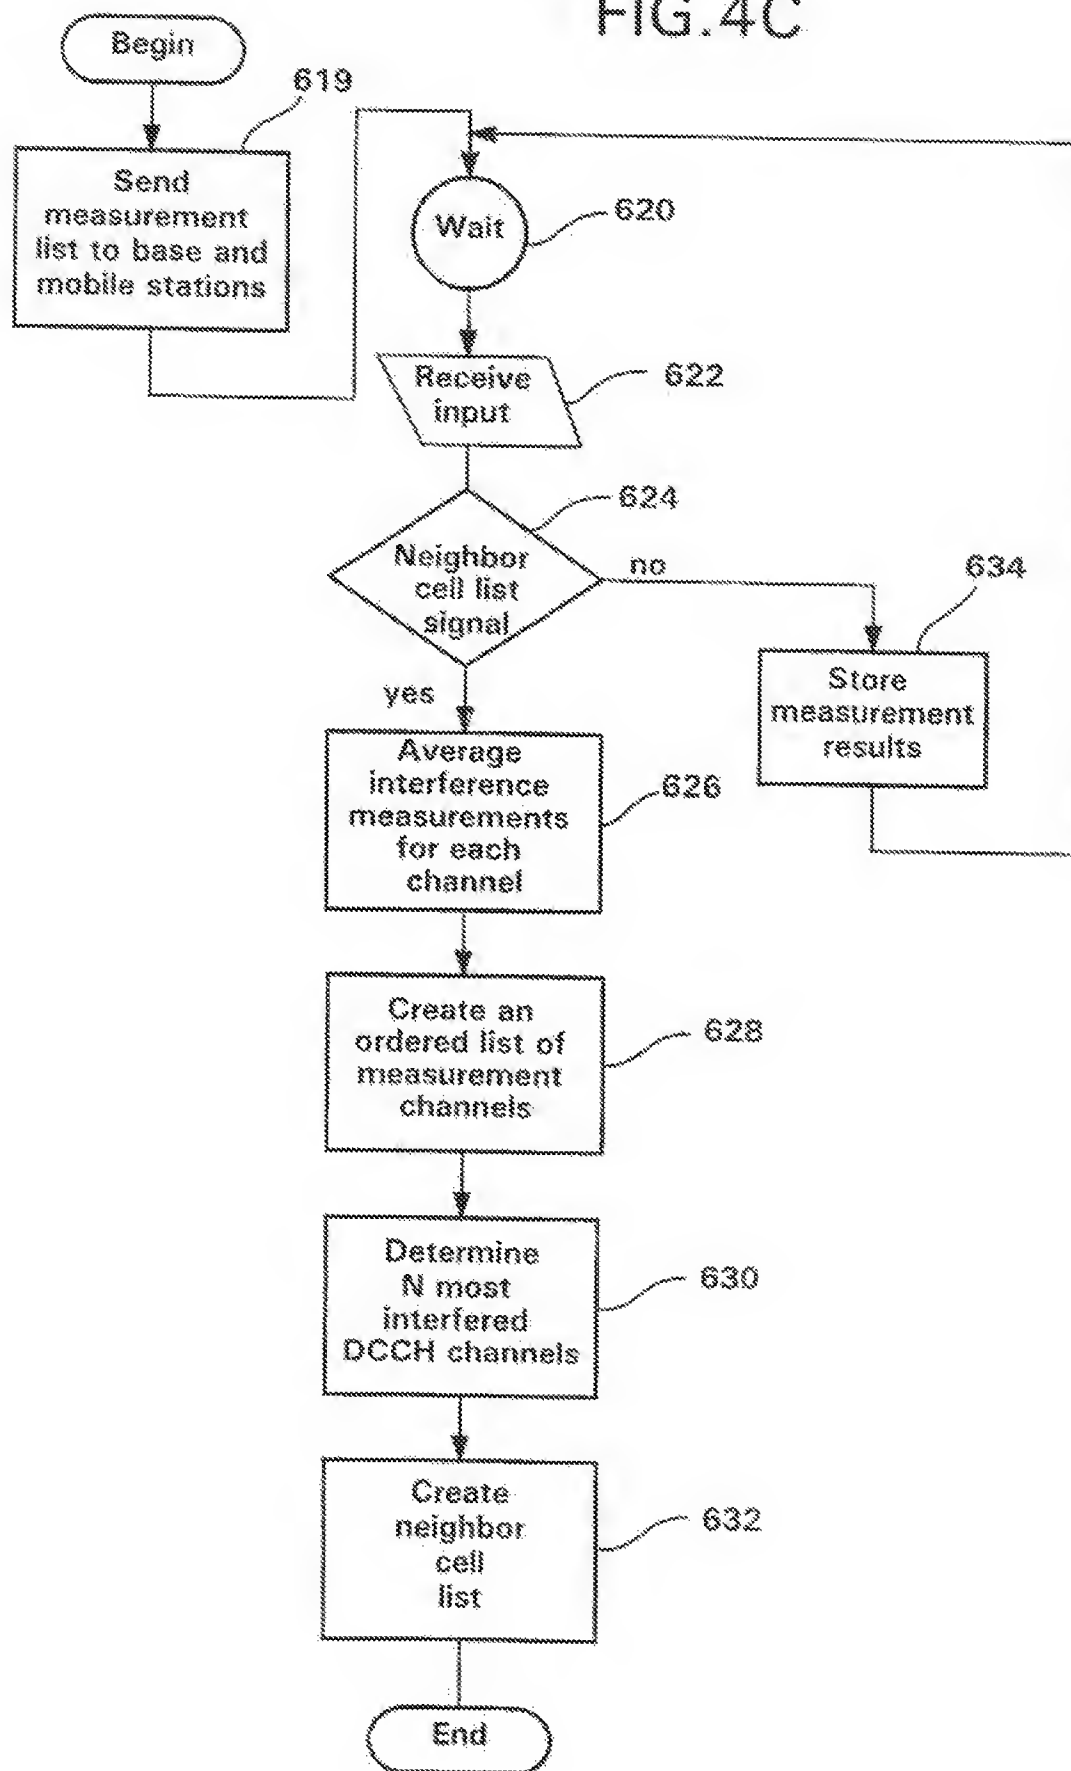 FIG.4C
Begin
619
Send
measurement
list to base and
mobile stations
Wait
620
Receive
input
622
624
Neighbor
cell list
signal
no
634
yes
Store
measurement
results
Average
interference
measurements
for each
channel
626
Create an
ordered list of
measurement
channels
628
Determine
N most
interfered
DCCH channels
630
Create
neighbor
cell
list
632
End